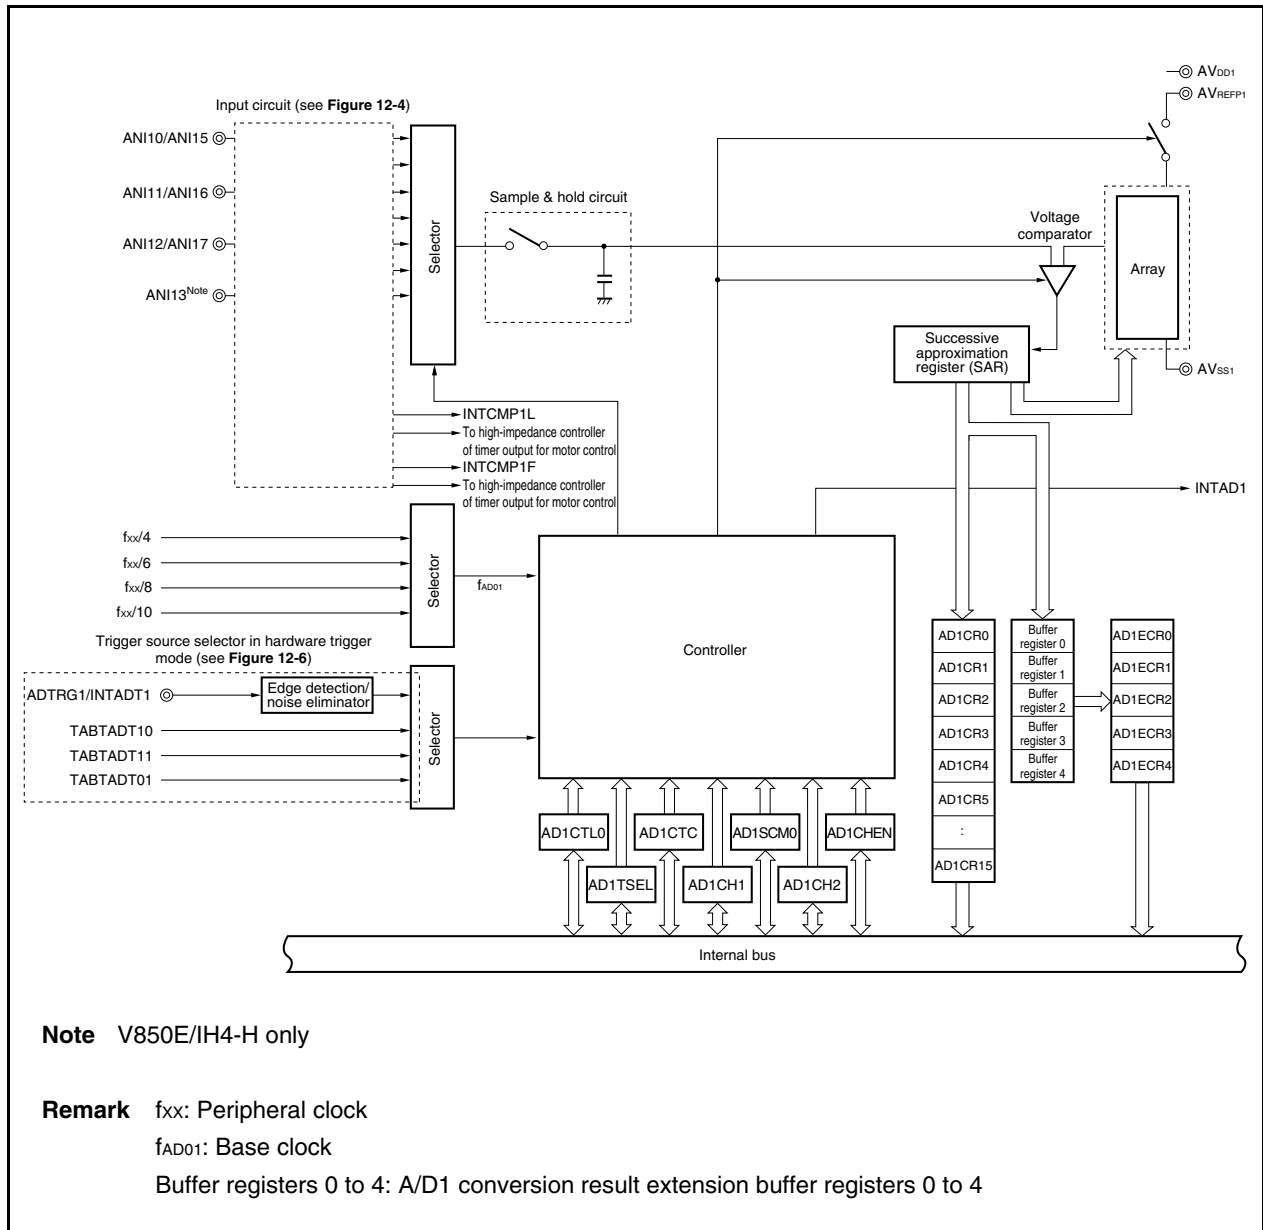 AVDD1
AVREFP1
Input circuit (see Figure 12-4)
ANI10/ANI15
ANI11/ANI16
ANI12/ANI17
ANI13Note
Selector
Sample & hold circuit
Voltage
comparator
Array
Successive
approximation
register (SAR)
AVSS1
INTCMP1L
To high-impedance controller
of timer output for motor control
INTCMP1F
To high-impedance controller
of timer output for motor control
INTAD1
fxx/4
fxx/6
fxx/8
fxx/10
Selector
fAD01
Trigger source selector in hardware trigger
mode (see Figure 12-6)
ADTRG1/INTADT1
Edge detection/
noise eliminator
TABTADT10
TABTADT11
TABTADT01
Selector
Controller
AD1CR0
AD1CR1
AD1CR2
AD1CR3
AD1CR4
AD1CR5
:
AD1CR15
Buffer
register 0
Buffer
register 1
Buffer
register 2
Buffer
register 3
Buffer
register 4
AD1ECR0
AD1ECR1
AD1ECR2
AD1ECR3
AD1ECR4
AD1CTL0
AD1CTC
AD1SCM0
AD1CHEN
AD1TSEL
AD1CH1
AD1CH2
Internal bus
Note V850E/IH4-H only
Remark fxx: Peripheral clock
fAD01: Base clock
Buffer registers 0 to 4: A/D1 conversion result extension buffer registers 0 to 4